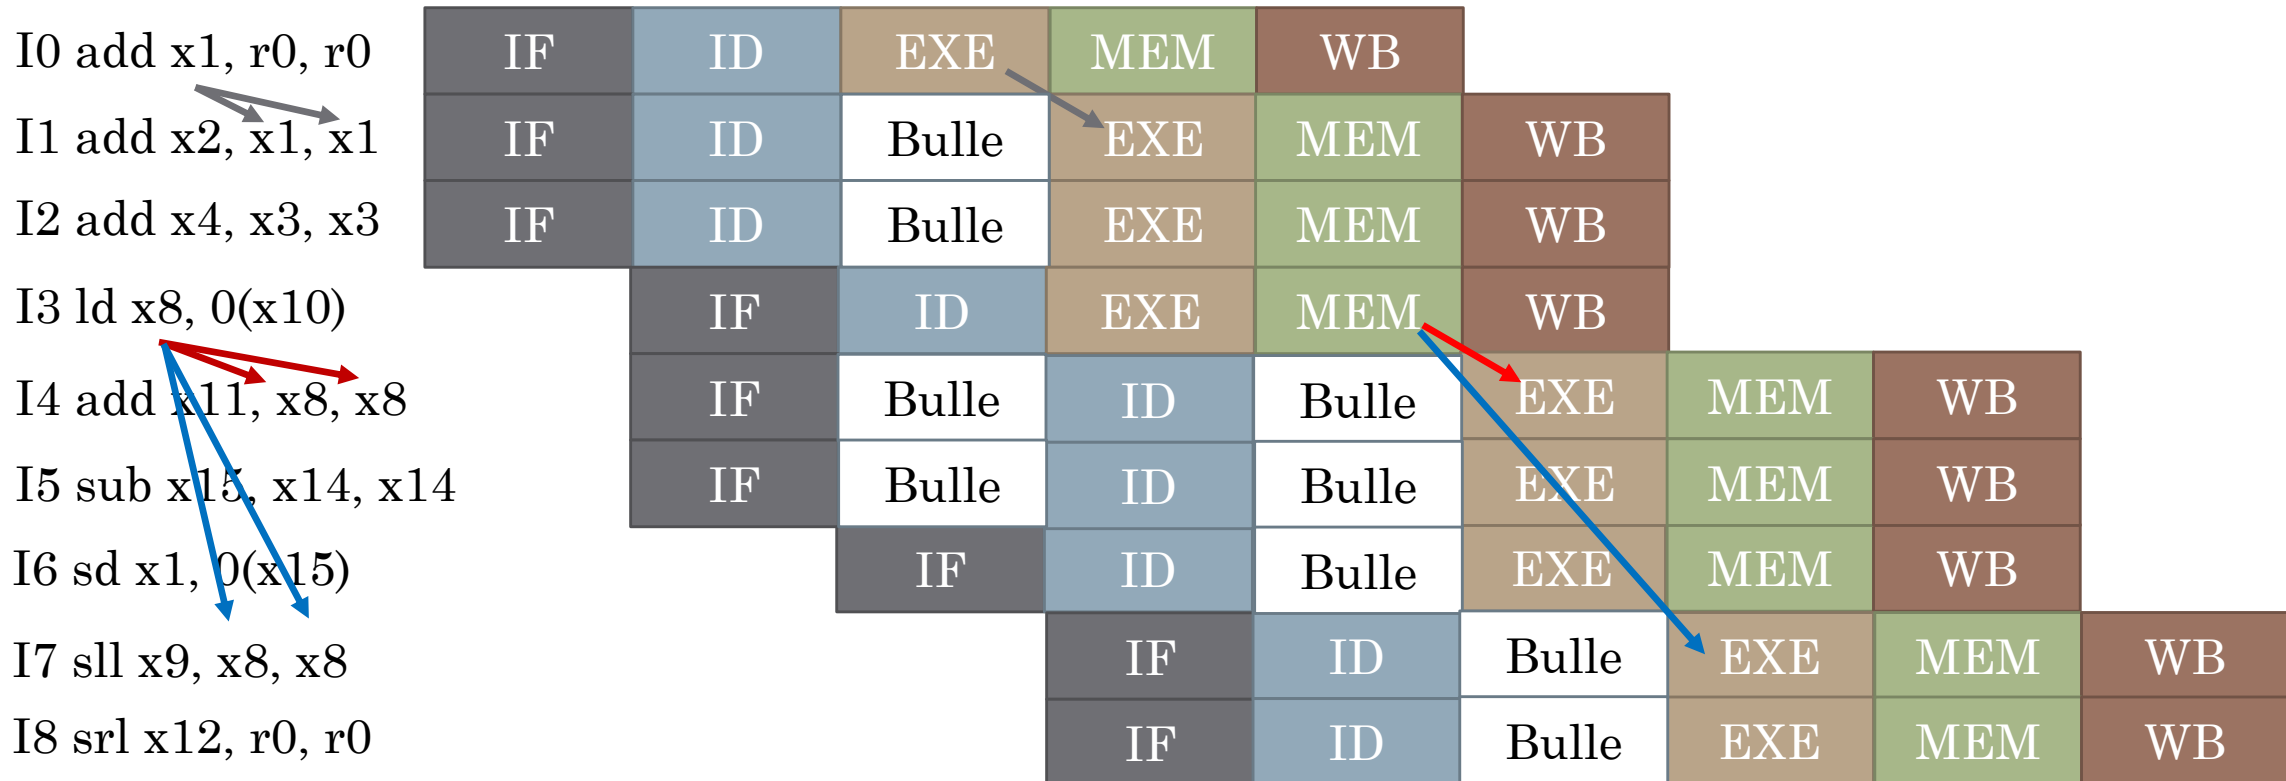 I0 add x1, r0, r0 IF ID EXE MEM WB
I1 add x2, x1, x1 IF ID Bulle EXE MEM WB
I2 add x4, x3, x3 IF ID Bulle EXE MEM WB
I3 ld x8, 0(x10) IF ID EXE MEM WB
I4 add x11, x8, x8 IF Bulle ID Bulle EXE MEM WB
I5 sub x15, x14, x14 IF Bulle ID Bulle EXE MEM WB
I6 sd x1, 0(x15) IF ID Bulle EXE MEM WB
I7 sll x9, x8, x8 IF ID Bulle EXE MEM WB
I8 srl x12, r0, r0 IF ID Bulle EXE MEM WB